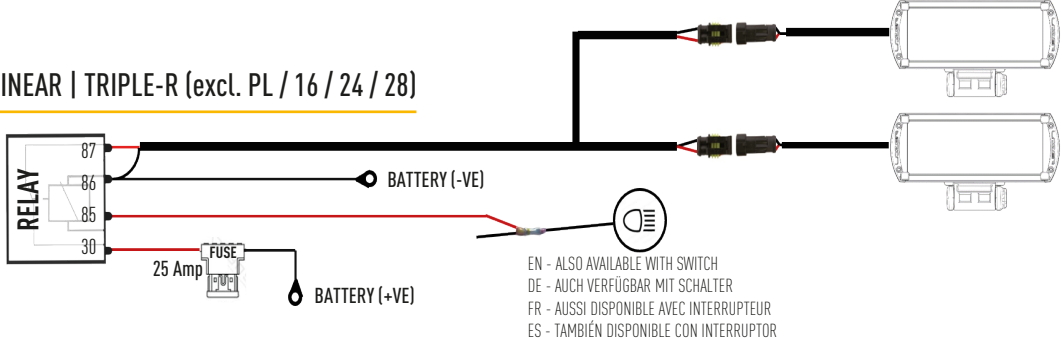 INEAR | TRIPLE-R (excl. PL / 16 / 24 / 28)
RELAY
87
86
85
30
BATTERY (-VE)
FUSE
25 Amp
BATTERY (+VE)
EN - ALSO AVAILABLE WITH SWITCH
DE - AUCH VERFÜGBAR MIT SCHALTER
FR - AUSSI DISPONIBLE AVEC INTERRUPTEUR
ES - TAMBIÉN DISPONIBLE CON INTERRUPTOR